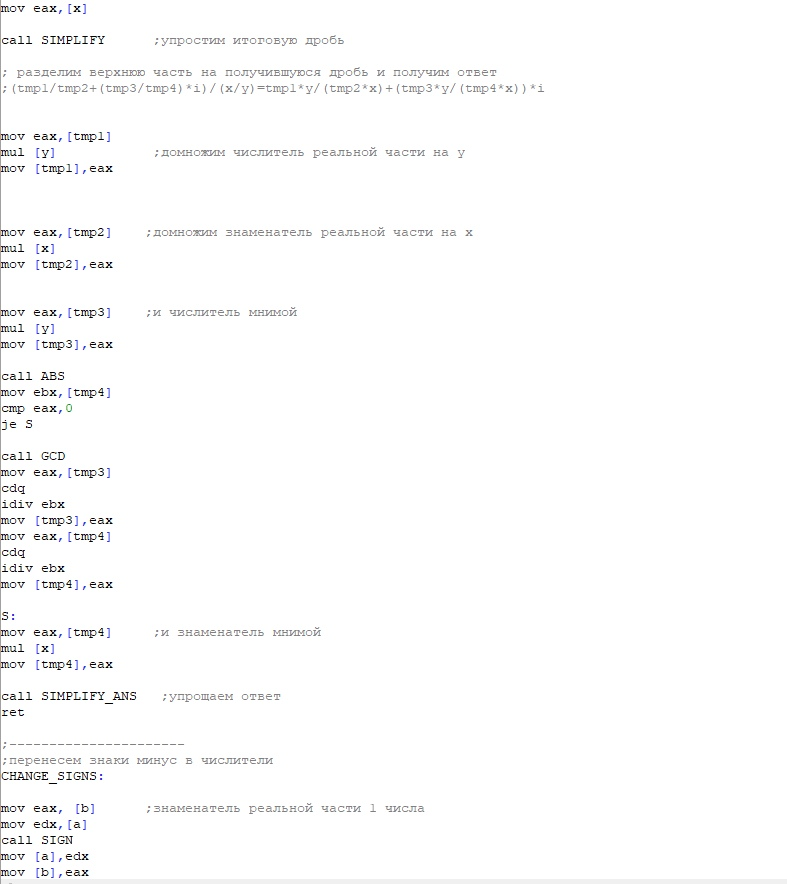 mov eax,[x]
call SIMPLIFY ;упростим итоговую дробь
; разделим верхнюю часть на получившуюся дробь и получим ответ
;(tmp1/tmp2+(tmp3/tmp4)*i)/(x/y)=tmp1*y/(tmp2*x)+(tmp3*y/(tmp4*x))*i
mov eax,[tmp1]
mul [y] ;домножим числитель реальной части на y
mov [tmp1],eax
mov eax,[tmp2] ;домножим знаменатель реальной части на x
mul [x]
mov [tmp2],eax
mov eax,[tmp3] ;и числитель мнимой
mul [y]
mov [tmp3],eax
call ABS
mov ebx,[tmp4]
cmp eax,0
je S
call GCD
mov eax,[tmp3]
cdq
idiv ebx
mov [tmp3],eax
mov eax,[tmp4]
cdq
idiv ebx
mov [tmp4],eax
S:
mov eax,[tmp4] ;и знаменатель мнимой
mul [x]
mov [tmp4],eax
call SIMPLIFY_ANS ;упрощаем ответ
ret
;----------------------
;перенесем знаки минус в числители
CHANGE_SIGNS:
mov eax, [b] ;знаменатель реальной части 1 числа
mov edx,[a]
call SIGN
mov [a],edx
mov [b],eax